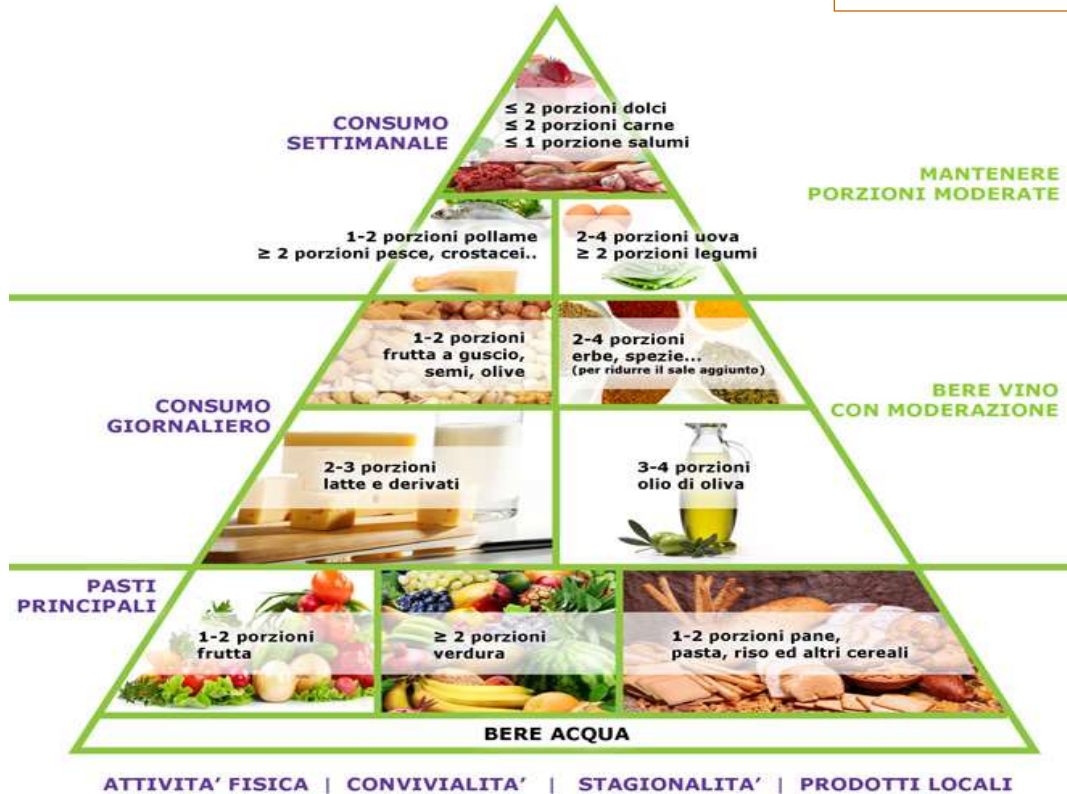 ≤ 2 porzioni dolci
≤ 2 porzioni carne
≤ 1 porzione salumi
CONSUMO
SETTIMANALE
MANTENERE
PORZIONI MODERATE
1-2 porzioni pollame
≥ 2 porzioni pesce, crostacei..
2-4 porzioni uova
≥ 2 porzioni legumi
1-2 porzioni
frutta a guscio,
semi, olive
2-4 porzioni
erbe, spezie...
(per ridurre il sale aggiunto)
CONSUMO
GIORNALIERO
BERE VINO
CON MODERAZIONE
2-3 porzioni
latte e derivati
3-4 porzioni
olio di oliva
PASTI
PRINCIPALI
1-2 porzioni
frutta
≥ 2 porzioni
verdura
1-2 porzioni pane,
pasta, riso ed altri cereali
BERE ACQUA
ATTIVITA’ FISICA | CONVIVIALITA’ | STAGIONALITA’ | PRODOTTI LOCALI